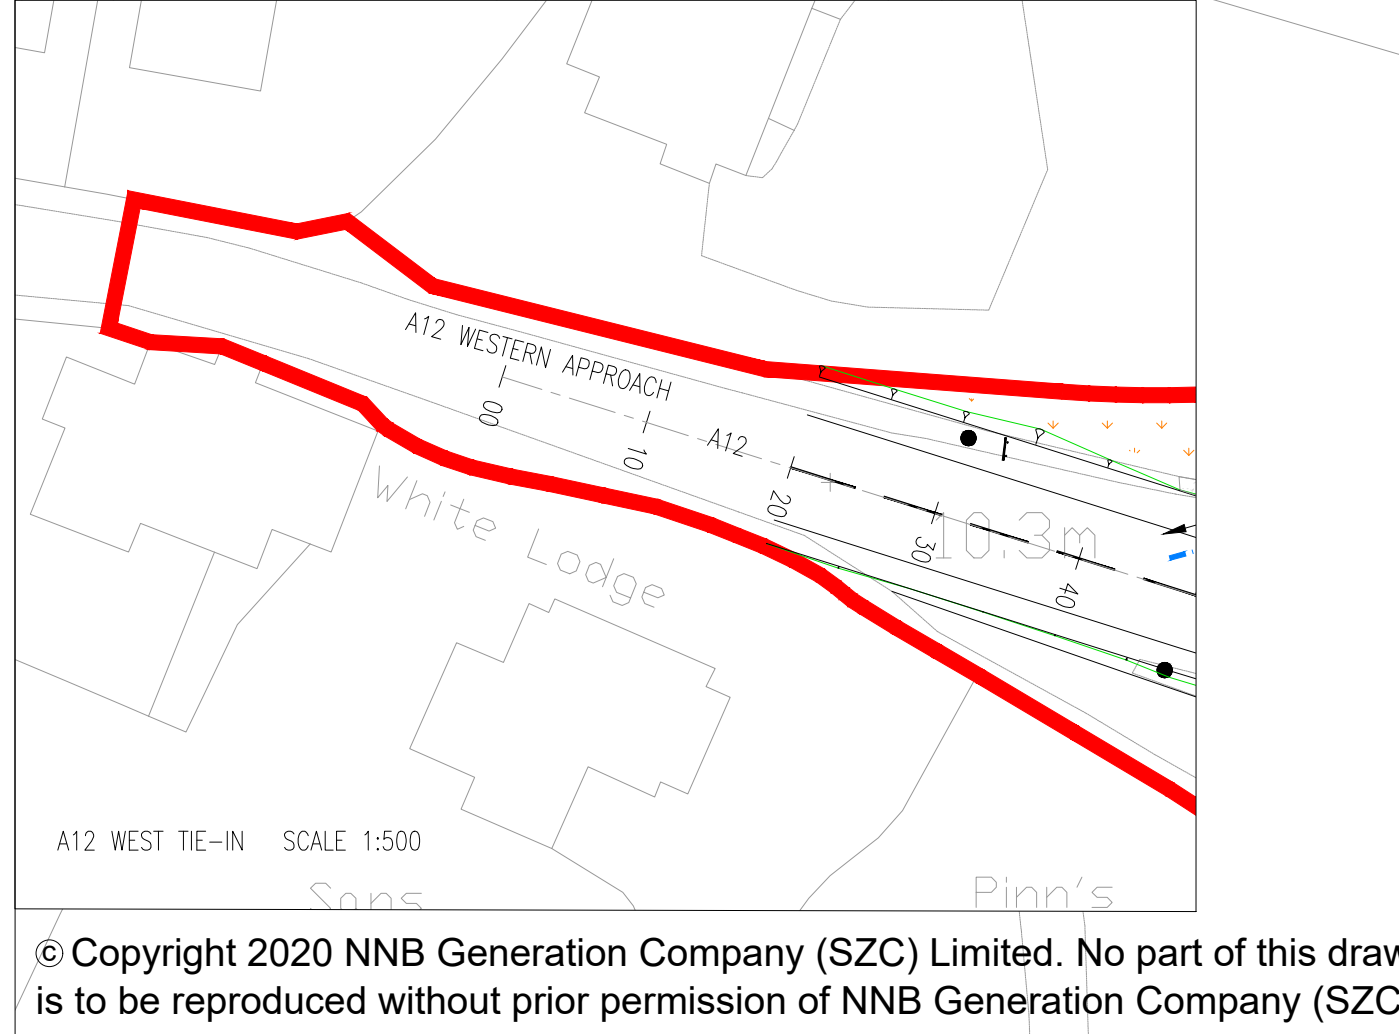 A12 WESTERN APPROACH
A12
00
10
20
30
40
10.3m
White Lodge
A12 WEST TIE-IN SCALE 1:500
Pinn's
© Copyright 2020 NNB Generation Company (SZC) Limited. No part of this draw
is to be reproduced without prior permission of NNB Generation Company (SZC